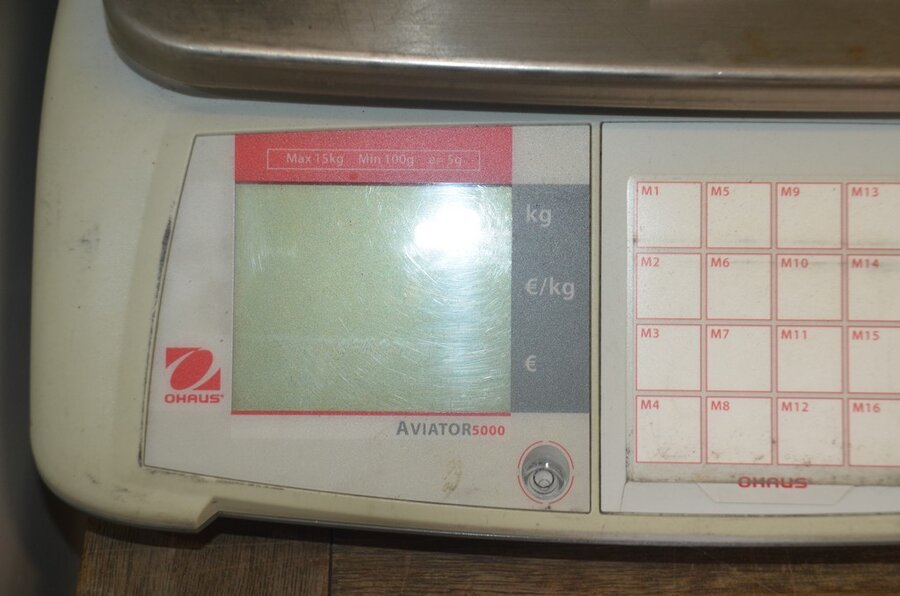 Max 15kg Min 100g e= 5g
kg
€/kg
€
OHAUS
AVIATOR5000
M1 M5 M9 M13
M2 M6 M10 M14
M3 M7 M11 M15
M4 M8 M12 M16
OHAUS